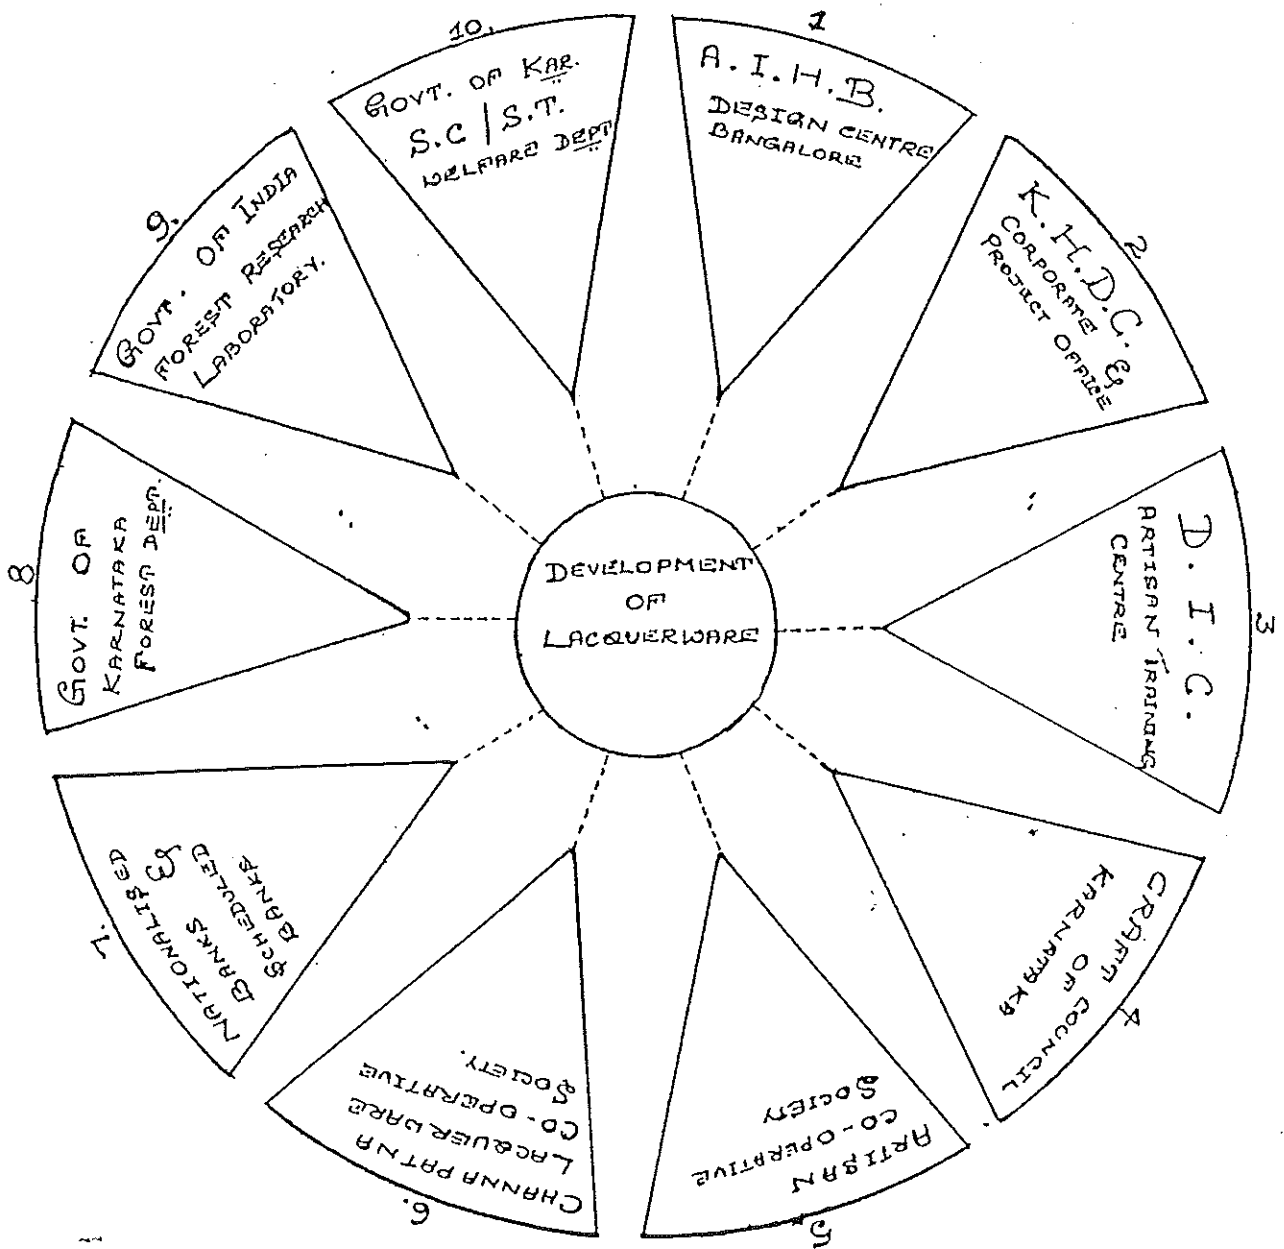 DEVELOPMENT
OF
LACQUERWARE
1
A. I. H. B.
DESIGN CENTRE
BANGALORE
2
K. H. D. C. &
CORPORATE
PROJECT OFFICE
3
D. I. C.
ARTISAN TRAINING
CENTRE
4
CRAFT COUNCIL
OF
KARNATAKA
5
ARTISAN
CO-OPERATIVE
SOCIETY
6.
CHANNAPATNA
LACQUERWARE
CO-OPERATIVE
SOCIETY.
7.
NATIONALISED
BANKS &
SCHEDULED
BANKS
8
GOVT. OF
KARNATAKA
FOREST DEPT.
9.
GOVT. OF INDIA
FOREST RESEARCH
LABORATORY.
10.
GOVT. OF KAR.
S.C | S.T.
WELFARE DEPT